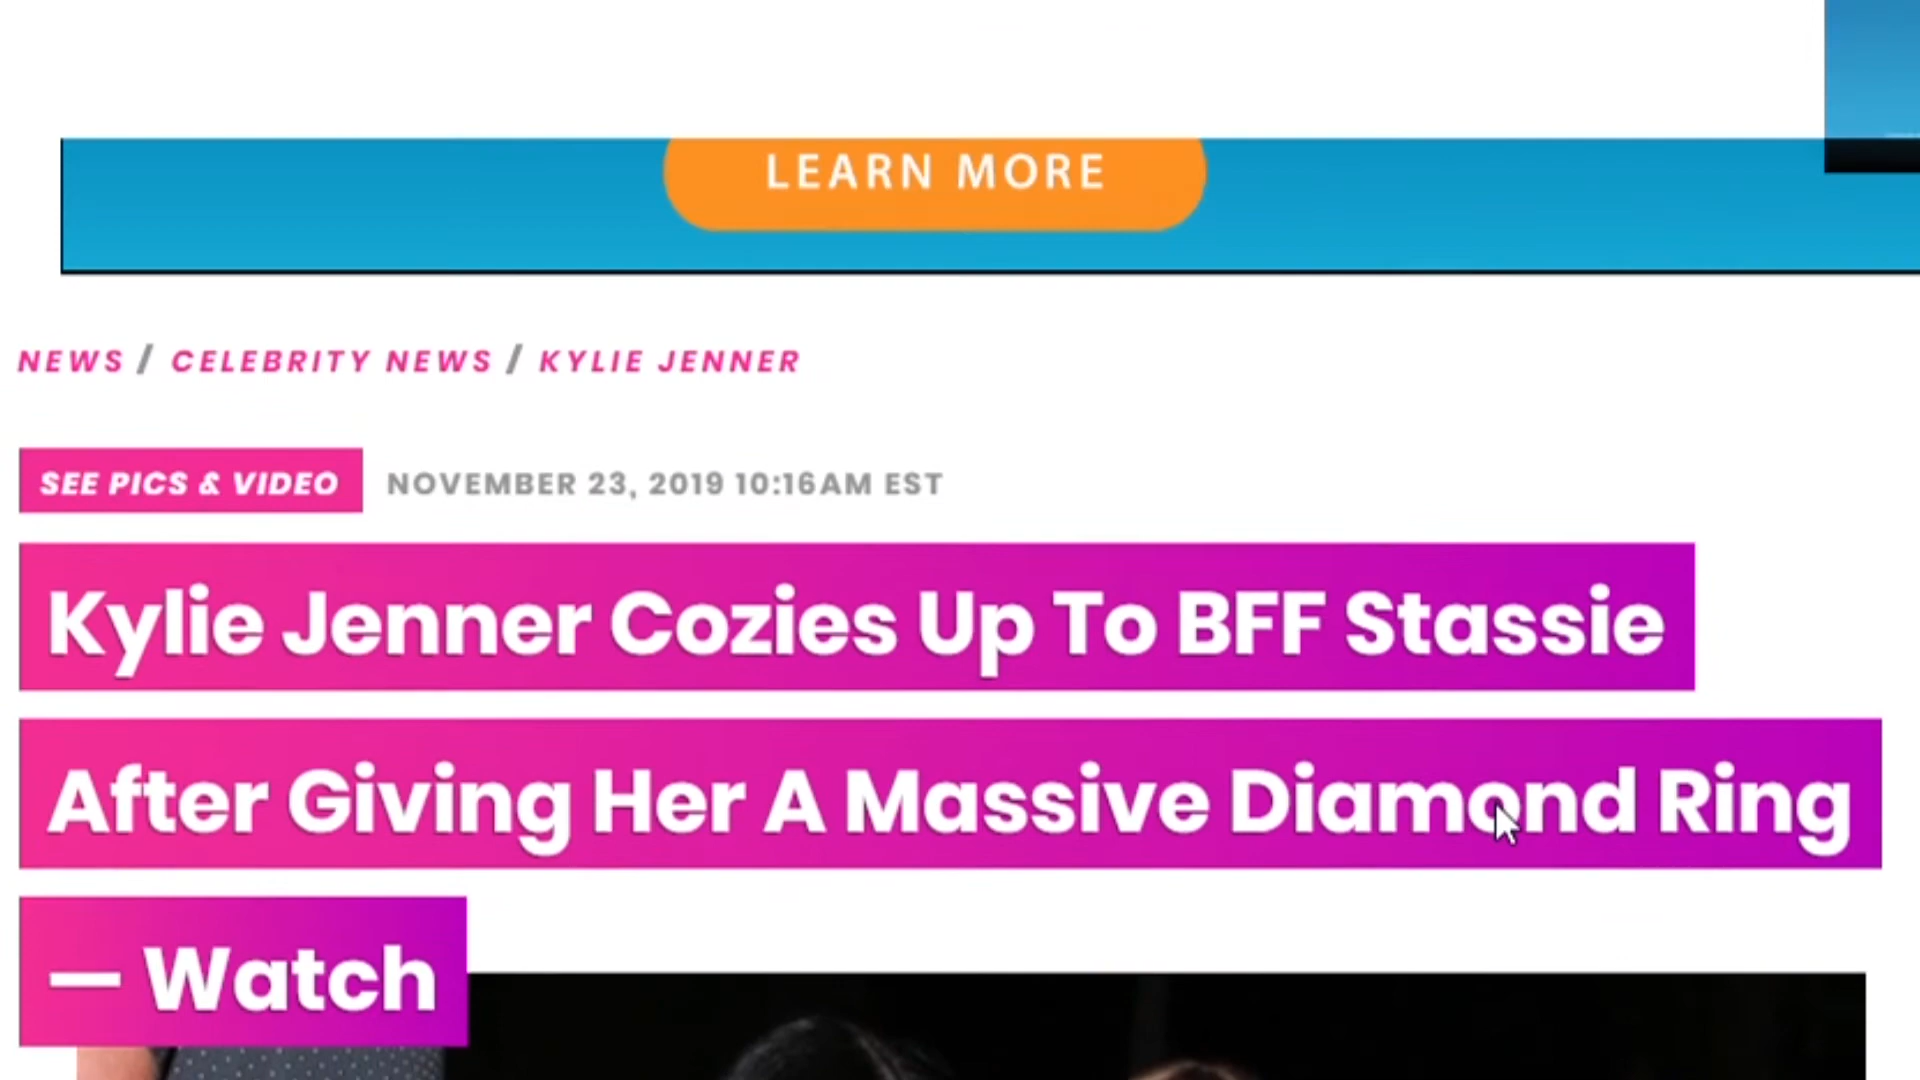 LEARN MORE
NEWS / CELEBRITY NEWS / KYLIE JENNER
SEE PICS & VIDEO NOVEMBER 23, 2019 10:16AM EST
Kylie Jenner Cozies Up To BFF Stassie
After Giving Her A Massive Diamond Ring
— Watch